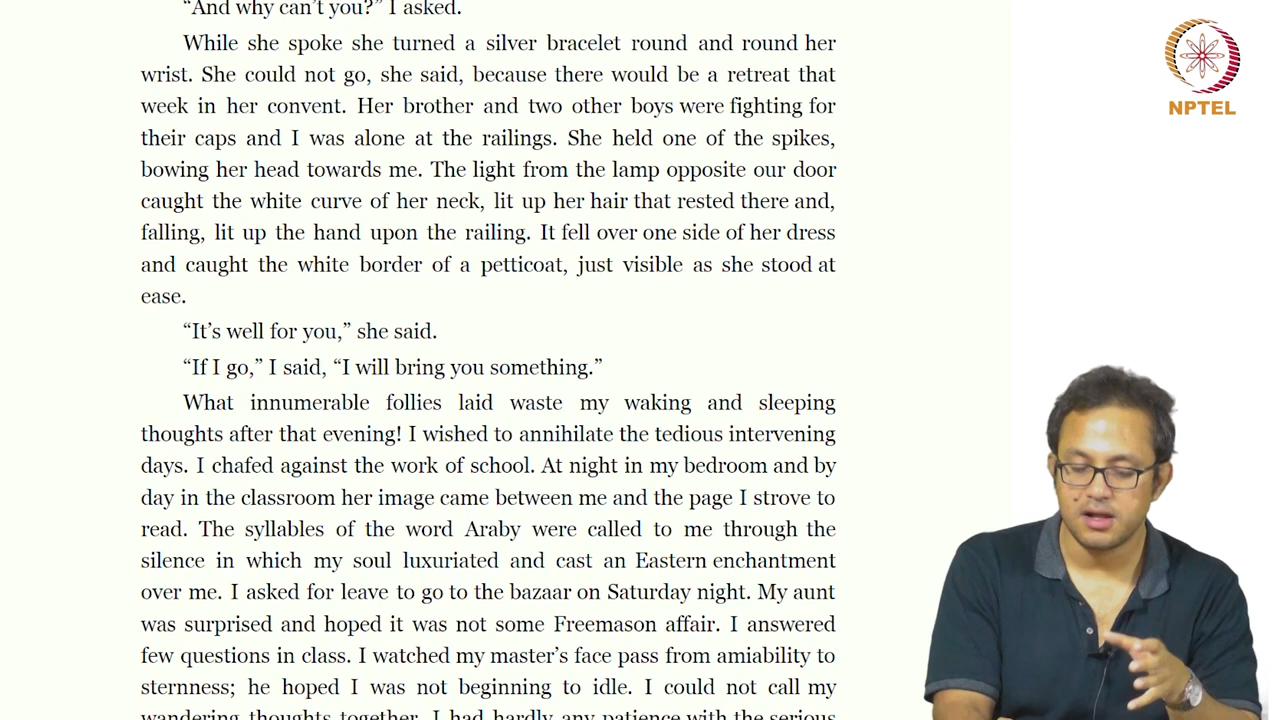 “And why can’t you?” I asked.
While she spoke she turned a silver bracelet round and round her
wrist. She could not go, she said, because there would be a retreat that
week in her convent. Her brother and two other boys were fighting for
their caps and I was alone at the railings. She held one of the spikes,
bowing her head towards me. The light from the lamp opposite our door
caught the white curve of her neck, lit up her hair that rested there and,
falling, lit up the hand upon the railing. It fell over one side of her dress
and caught the white border of a petticoat, just visible as she stood at
ease.
“It’s well for you,” she said.
“If I go,” I said, “I will bring you something.”
What innumerable follies laid waste my waking and sleeping
thoughts after that evening! I wished to annihilate the tedious intervening
days. I chafed against the work of school. At night in my bedroom and by
day in the classroom her image came between me and the page I strove to
read. The syllables of the word Araby were called to me through the
silence in which my soul luxuriated and cast an Eastern enchantment
over me. I asked for leave to go to the bazaar on Saturday night. My aunt
was surprised and hoped it was not some Freemason affair. I answered
few questions in class. I watched my master’s face pass from amiability to
sternness; he hoped I was not beginning to idle. I could not call my
wandering thoughts together. I had hardly any patience with the serious
NPTEL